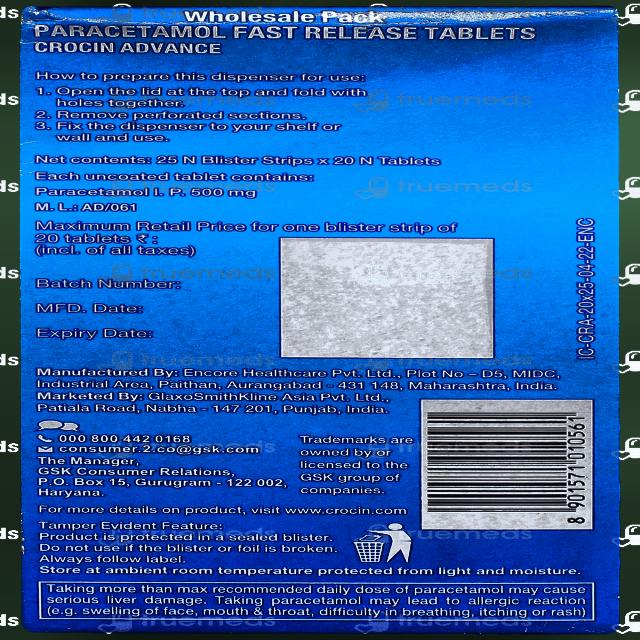 Wholesale Pack
PARACETAMOL FAST RELEASE TABLETS
CROCIN ADVANCE
How to prepare this dispenser for use:
1. Open the lid at the top and fold with
holes together.
2. Remove perforated sections.
3. Fix the dispenser to your shelf or
wall and use.
Net contents: 25 N Blister Strips x 20 N Tablets
Each uncoated tablet contains:
Paracetamol I. P. 500 mg
M. L.: AD/061
Maximum Retail Price for one blister strip of
20 tablets ₹ :
(incl. of all taxes)
Batch Number:
MFD. Date:
Expiry Date:
IC-CRA-20x25-04-22-ENC
Manufactured By: Encore Healthcare Pvt. Ltd., Plot No – D5, MIDC,
Industrial Area, Paithan, Aurangabad - 431 148, Maharashtra, India.
Marketed By: GlaxoSmithKline Asia Pvt. Ltd.,
Patiala Road, Nabha - 147 201, Punjab, India.
000 800 442 0168
consumer.2.co@gsk.com
The Manager,
GSK Consumer Relations,
P.O. Box 15, Gurugram - 122 002,
Haryana.
Trademarks are
owned by or
licensed to the
GSK group of
companies.
8 901571 010561
For more details on product, visit www.crocin.com
Tamper Evident Feature:
Product is protected in a sealed blister.
Do not use if the blister or foil is broken.
Always follow label.
Store at ambient room temperature protected from light and moisture.
Taking more than max recommended daily dose of paracetamol may cause
serious liver damage. Taking paracetamol may lead to allergic reaction
(e.g. swelling of face, mouth & throat, difficulty in breathing, itching or rash)
truemeds